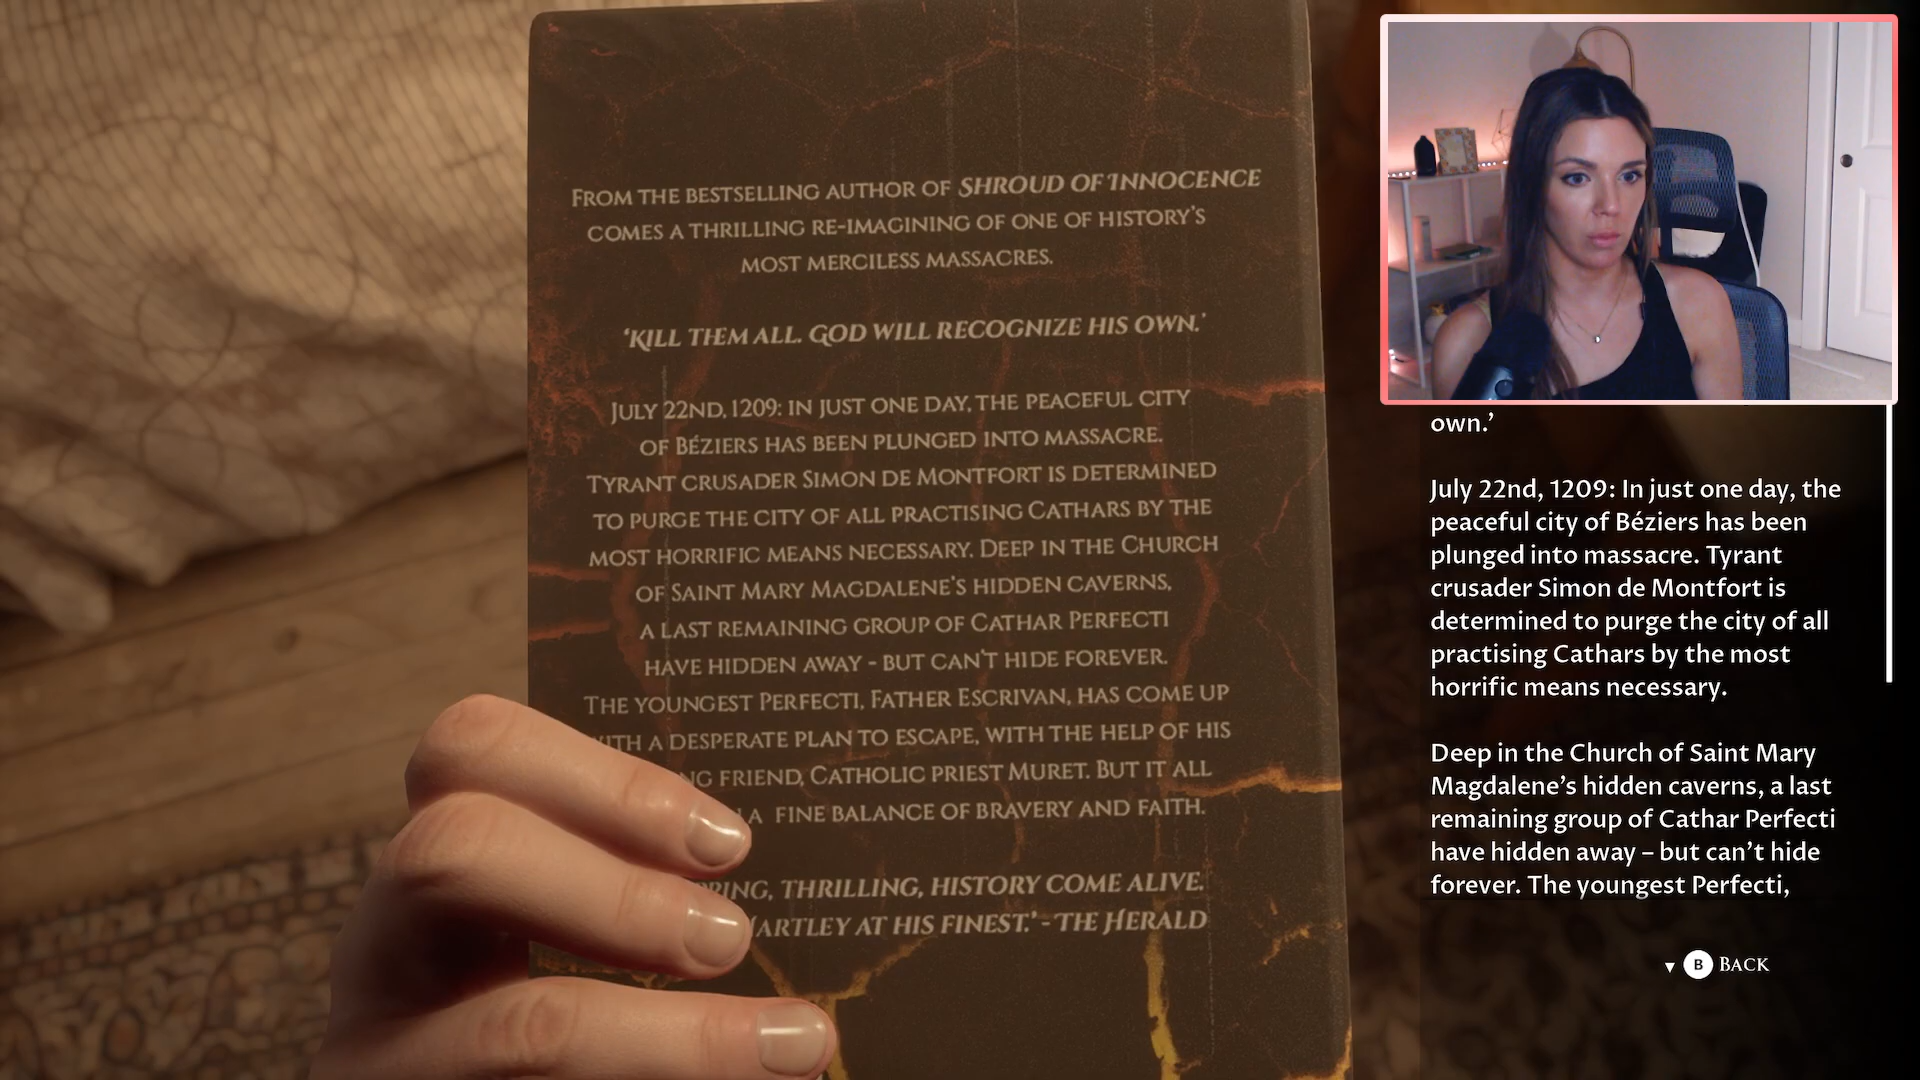 FROM THE BESTSELLING AUTHOR OF SHROUD OF INNOCENCE
COMES A THRILLING RE-IMAGINING OF ONE OF HISTORY'S
MOST MERCILESS MASSACRES.
'KILL THEM ALL. GOD WILL RECOGNIZE HIS OWN.'
JULY 22ND, 1209: IN JUST ONE DAY, THE PEACEFUL CITY
OF BÉZIERS HAS BEEN PLUNGED INTO MASSACRE.
TYRANT CRUSADER SIMON DE MONTFORT IS DETERMINED
TO PURGE THE CITY OF ALL PRACTISING CATHARS BY THE
MOST HORRIFIC MEANS NECESSARY. DEEP IN THE CHURCH
OF SAINT MARY MAGDALENE'S HIDDEN CAVERNS,
A LAST REMAINING GROUP OF CATHAR PERFECTI
HAVE HIDDEN AWAY - BUT CAN'T HIDE FOREVER.
THE YOUNGEST PERFECTI, FATHER ESCRIVAN, HAS COME UP
WITH A DESPERATE PLAN TO ESCAPE, WITH THE HELP OF HIS
FRIEND, CATHOLIC PRIEST MURET. BUT IT ALL
A FINE BALANCE OF BRAVERY AND FAITH.
THRILLING, HISTORY COME ALIVE.
HARTLEY AT HIS FINEST.' - THE HERALD
own.'
July 22nd, 1209: In just one day, the
peaceful city of Béziers has been
plunged into massacre. Tyrant
crusader Simon de Montfort is
determined to purge the city of all
practising Cathars by the most
horrific means necessary.
Deep in the Church of Saint Mary
Magdalene's hidden caverns, a last
remaining group of Cathar Perfecti
have hidden away – but can't hide
forever. The youngest Perfecti,
B BACK